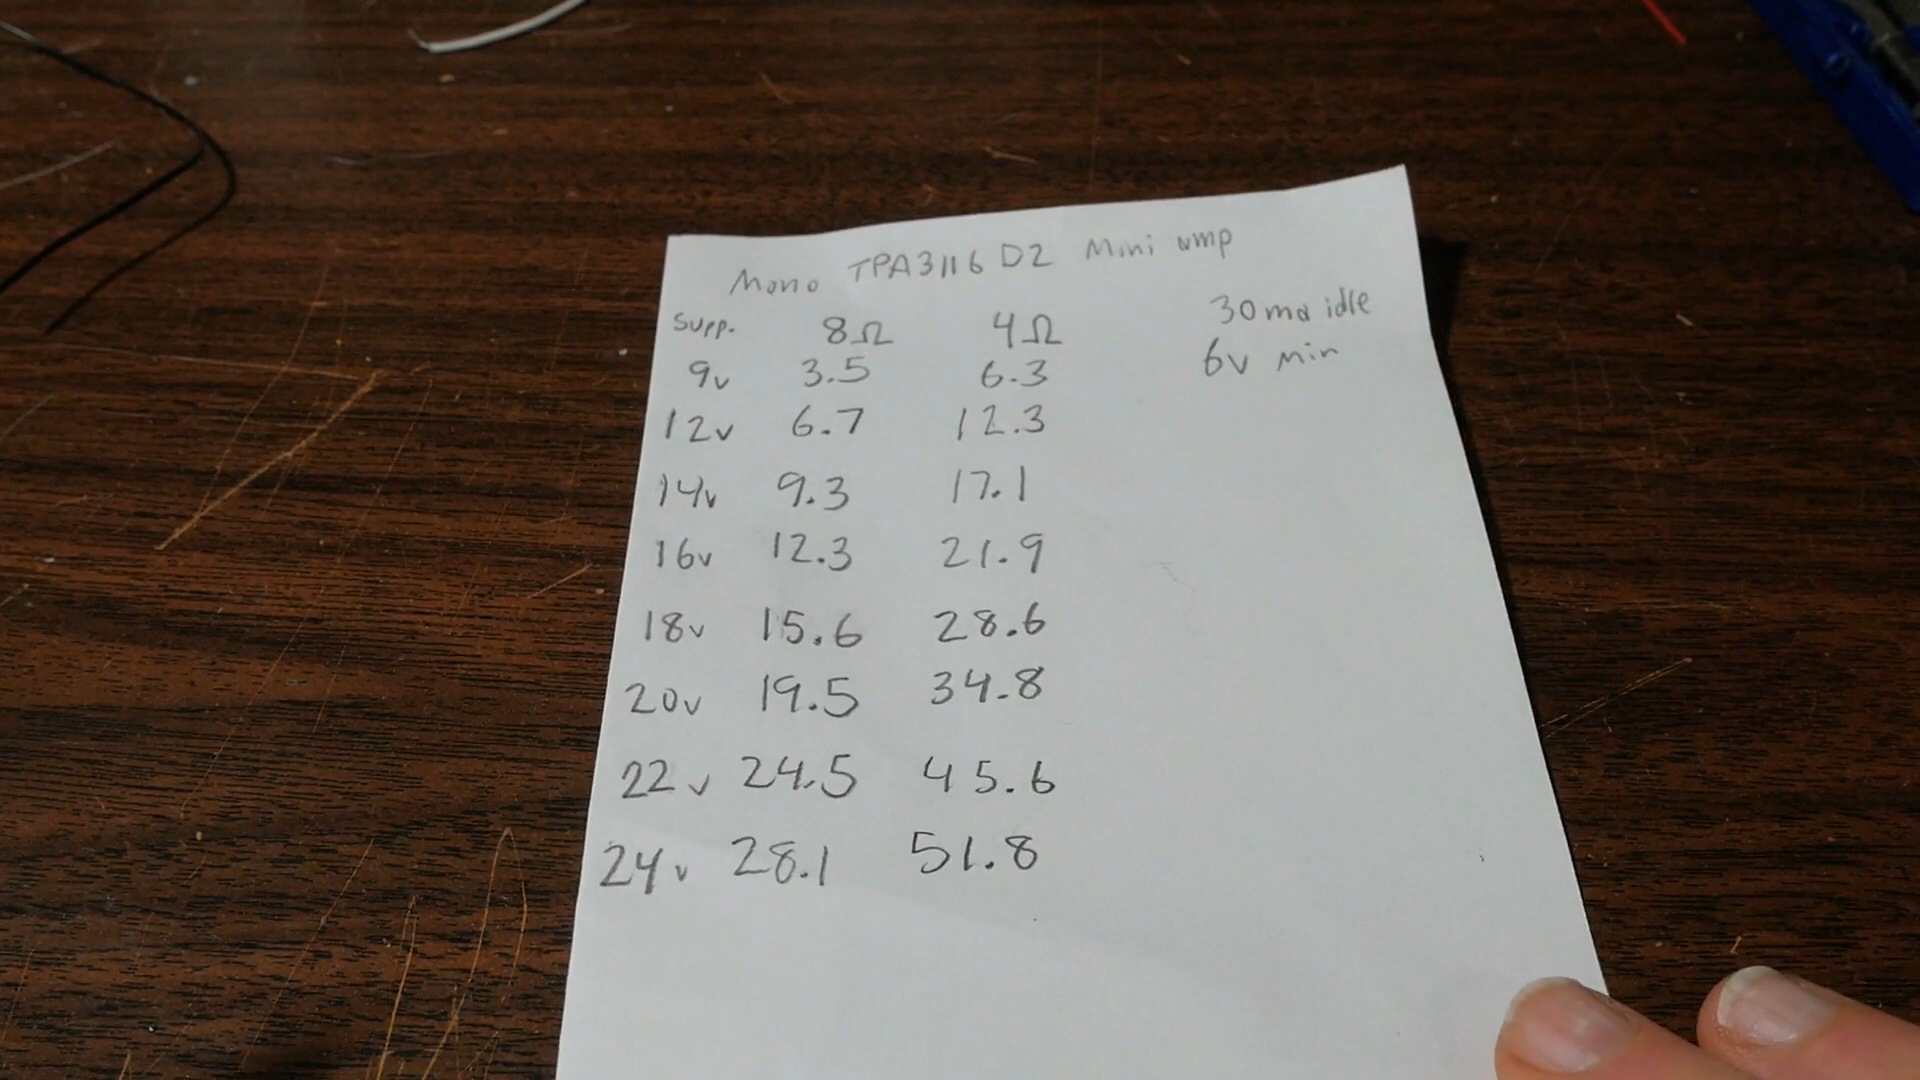 Mono TPA3116 D2 Mini amp
Supp. 8Ω 4Ω 30ma idle
9v 3.5 6.3 6v min
12v 6.7 12.3
14v 9.3 17.1
16v 12.3 21.9
18v 15.6 28.6
20v 19.5 34.8
22v 24.5 45.6
24v 28.1 51.8